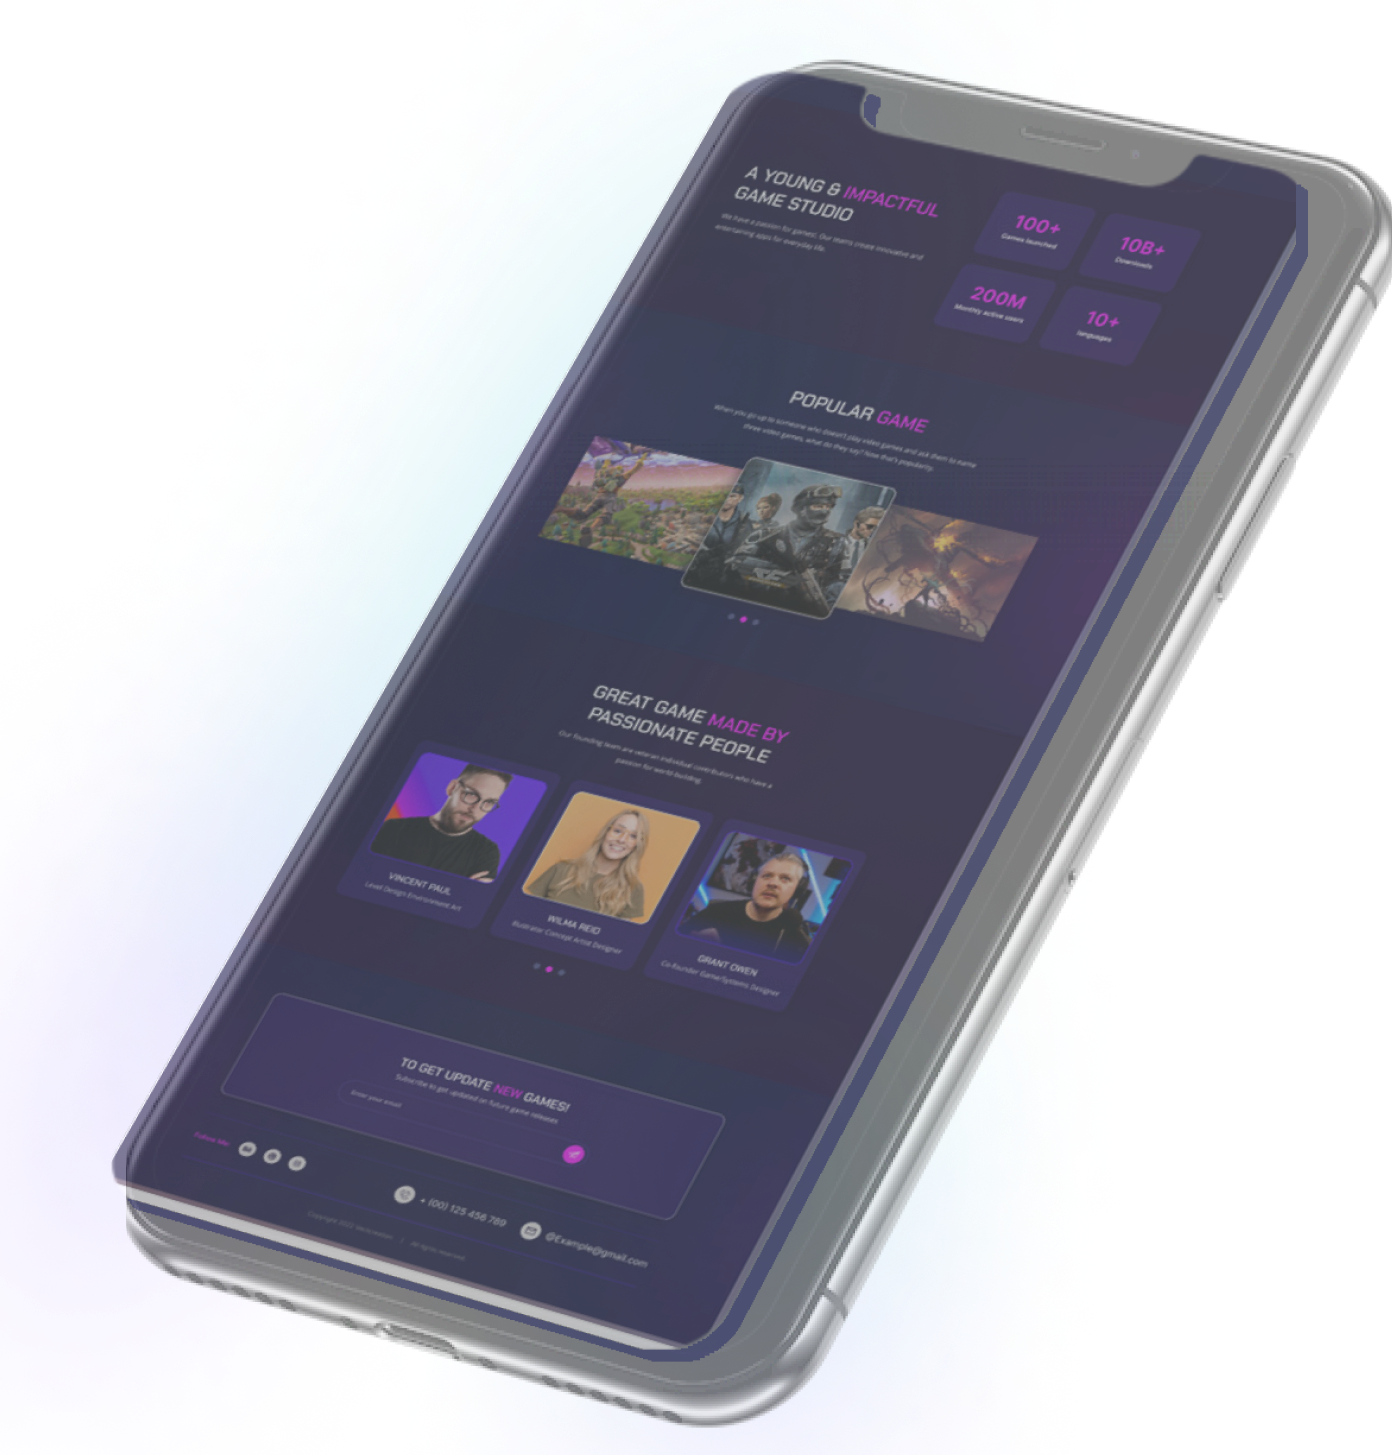 A YOUNG & IMPACTFUL
GAME STUDIO
We have a passion for games!. Our teams create innovative and
entertaining apps for everyday life.
100+
Games launched
10B+
Downloads
200M
Monthly active users
10+
languages
POPULAR GAME
When you go up to someone who doesn't play video games and ask them to name
three video games, what do they say? Now that's popularity.
GREAT GAME MADE BY
PASSIONATE PEOPLE
Our founding team are veteran individual contributors who have a
passion for world-building.
VINCENT PAUL
Lead Design Environment Art
WILMA REID
Illustrator Concept Artist Designer
GRANT OWEN
Co-founder Game/Systems Designer
TO GET UPDATE NEW GAMES!
Subscribe to get updated on future game releases
Enter your email
Follow Me:
+ (00) 125 456 789
@Example@gmail.com
Copyright 2022
All rights reserved